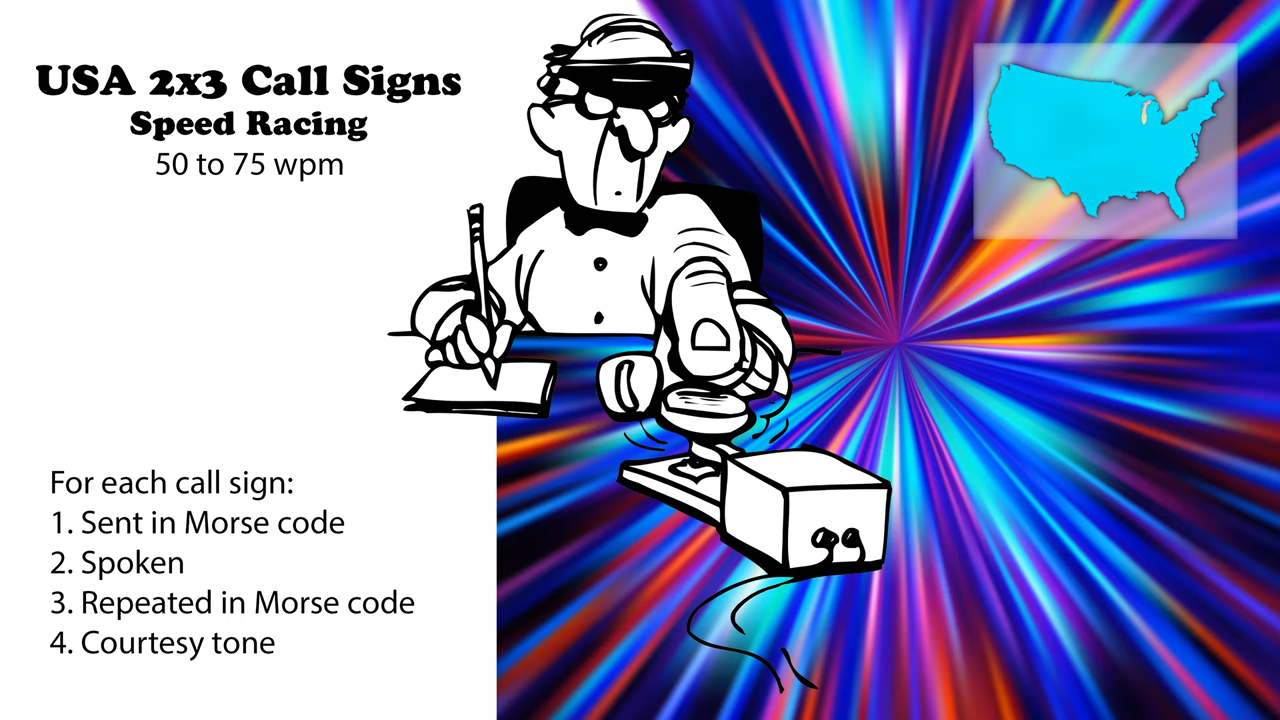 USA 2x3 Call Signs
Speed Racing
50 to 75 wpm
For each call sign:
1. Sent in Morse code
2. Spoken
3. Repeated in Morse code
4. Courtesy tone